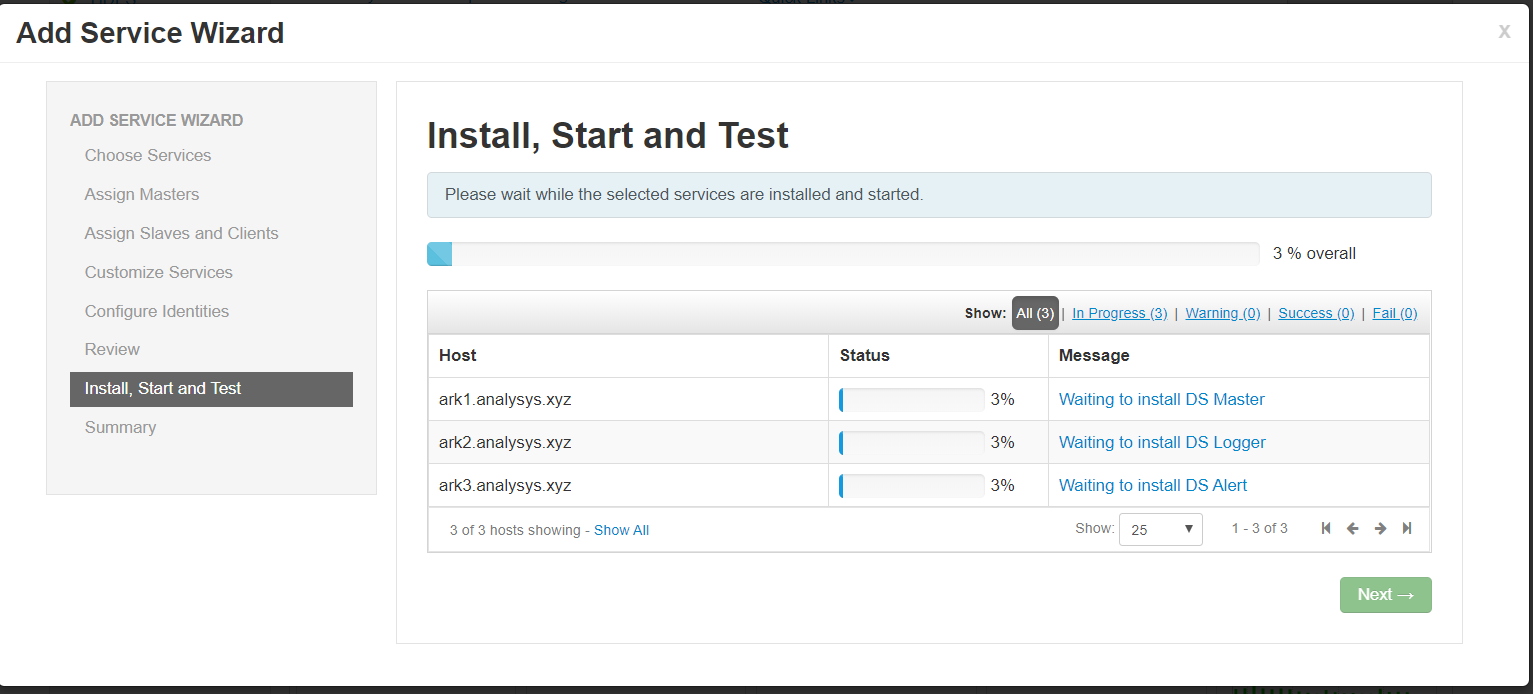 Add Service Wizard
x
ADD SERVICE WIZARD
Choose Services
Assign Masters
Assign Slaves and Clients
Customize Services
Configure Identities
Review
Install, Start and Test
Summary
Install, Start and Test
Please wait while the selected services are installed and started.
3 % overall
Show: All (3) | In Progress (3) | Warning (0) | Success (0) | Fail (0)
Host Status Message
ark1.analysys.xyz 3% Waiting to install DS Master
ark2.analysys.xyz 3% Waiting to install DS Logger
ark3.analysys.xyz 3% Waiting to install DS Alert
3 of 3 hosts showing - Show All Show: 25 1 - 3 of 3
Next →